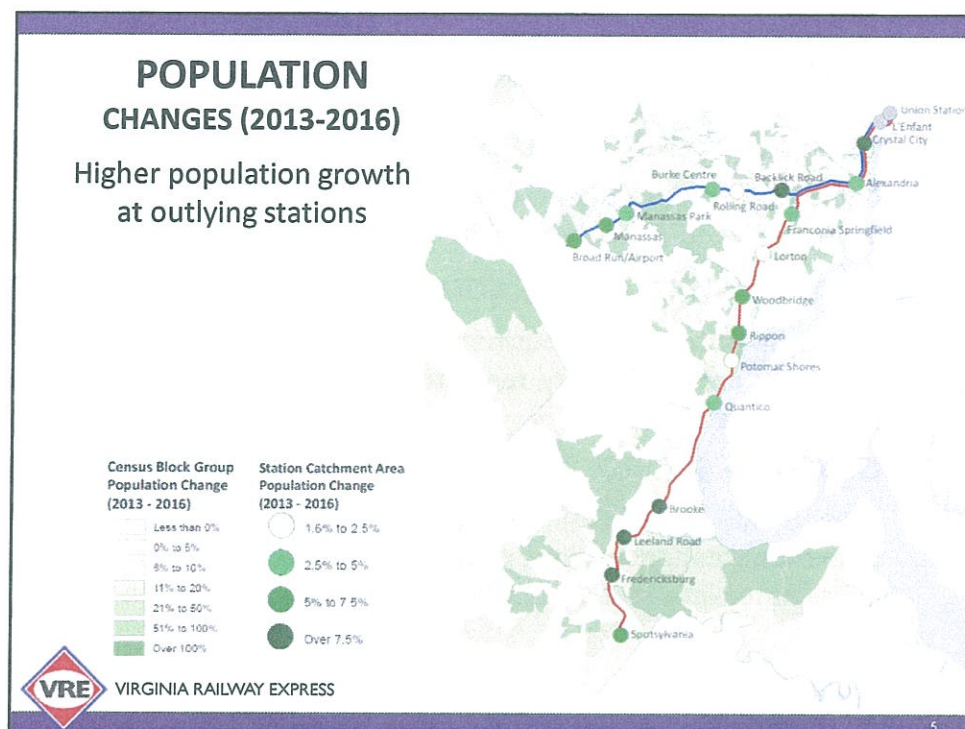 POPULATION
CHANGES (2013-2016)
Higher population growth
at outlying stations
Union Station
L'Enfant
Crystal City
Alexandria
Backlick Road
Burke Centre
Rolling Road
Franconia Springfield
Manassas Park
Manassas
Broad Run/Airport
Lorton
Woodbridge
Rippon
Potomac Shores
Quantico
Brooke
Leeland Road
Fredericksburg
Spotsylvania
Census Block Group
Population Change
(2013 - 2016)
Less than 0%
0% to 5%
5% to 10%
11% to 20%
21% to 50%
51% to 100%
Over 100%
Station Catchment Area
Population Change
(2013 - 2016)
1.6% to 2.5%
2.5% to 5%
5% to 7.5%
Over 7.5%
VRE
VIRGINIA RAILWAY EXPRESS
5